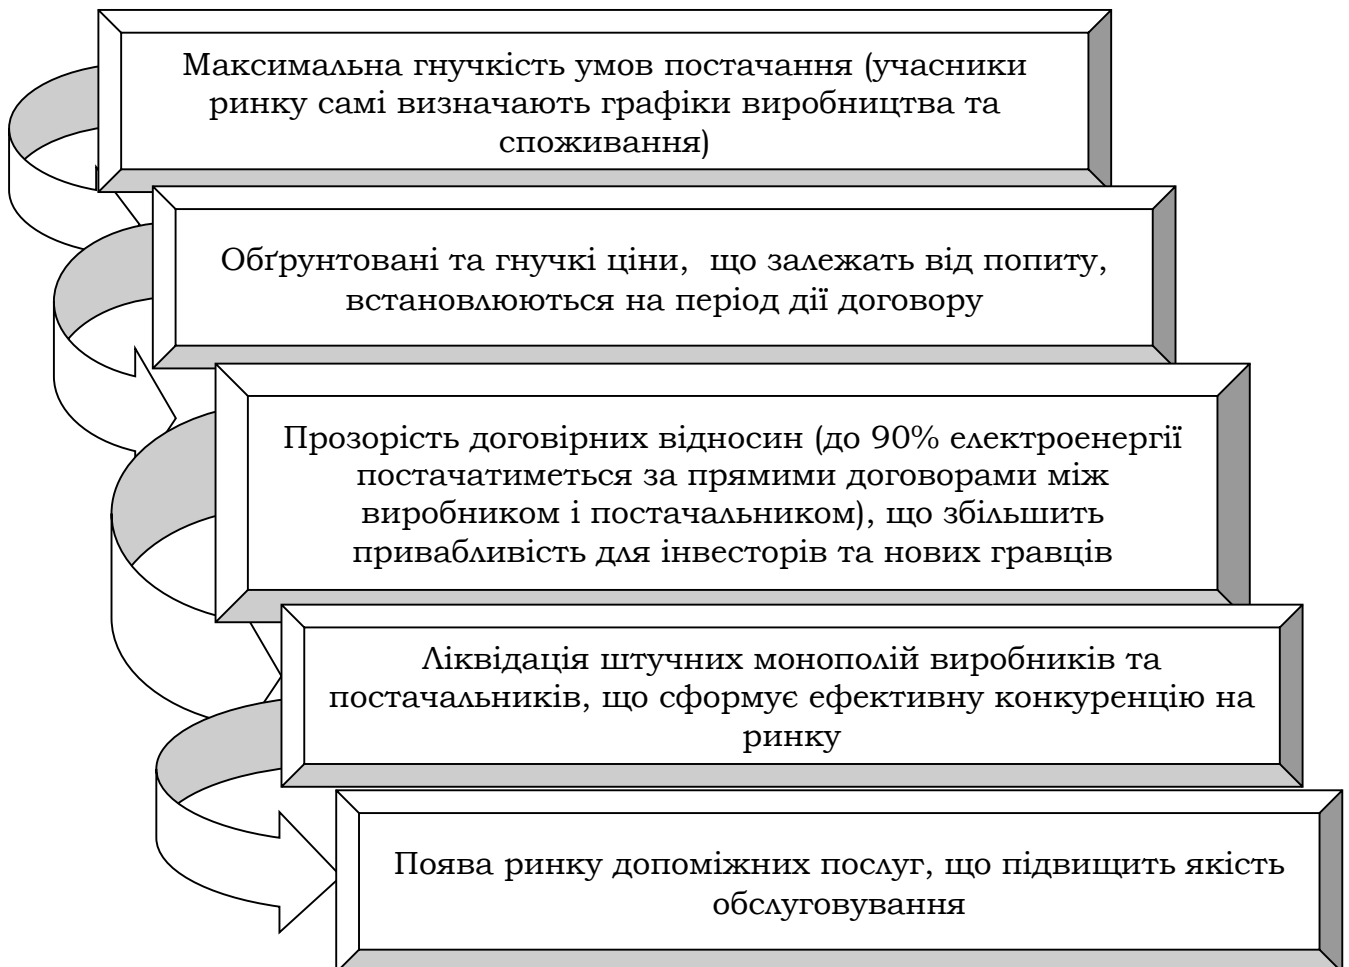 Максимальна гнучкість умов постачання (учасники
ринку самі визначають графіки виробництва та
споживання)
Обґрунтовані та гнучкі ціни,  що залежать від попиту,
встановлюються на період дії договору
Прозорість договірних відносин (до 90% електроенергії
постачатиметься за прямими договорами між
виробником і постачальником), що збільшить
привабливість для інвесторів та нових гравців
Ліквідація штучних монополій виробників та
постачальників, що сформує ефективну конкуренцію на
ринку
Поява ринку допоміжних послуг, що підвищить якість
обслуговування